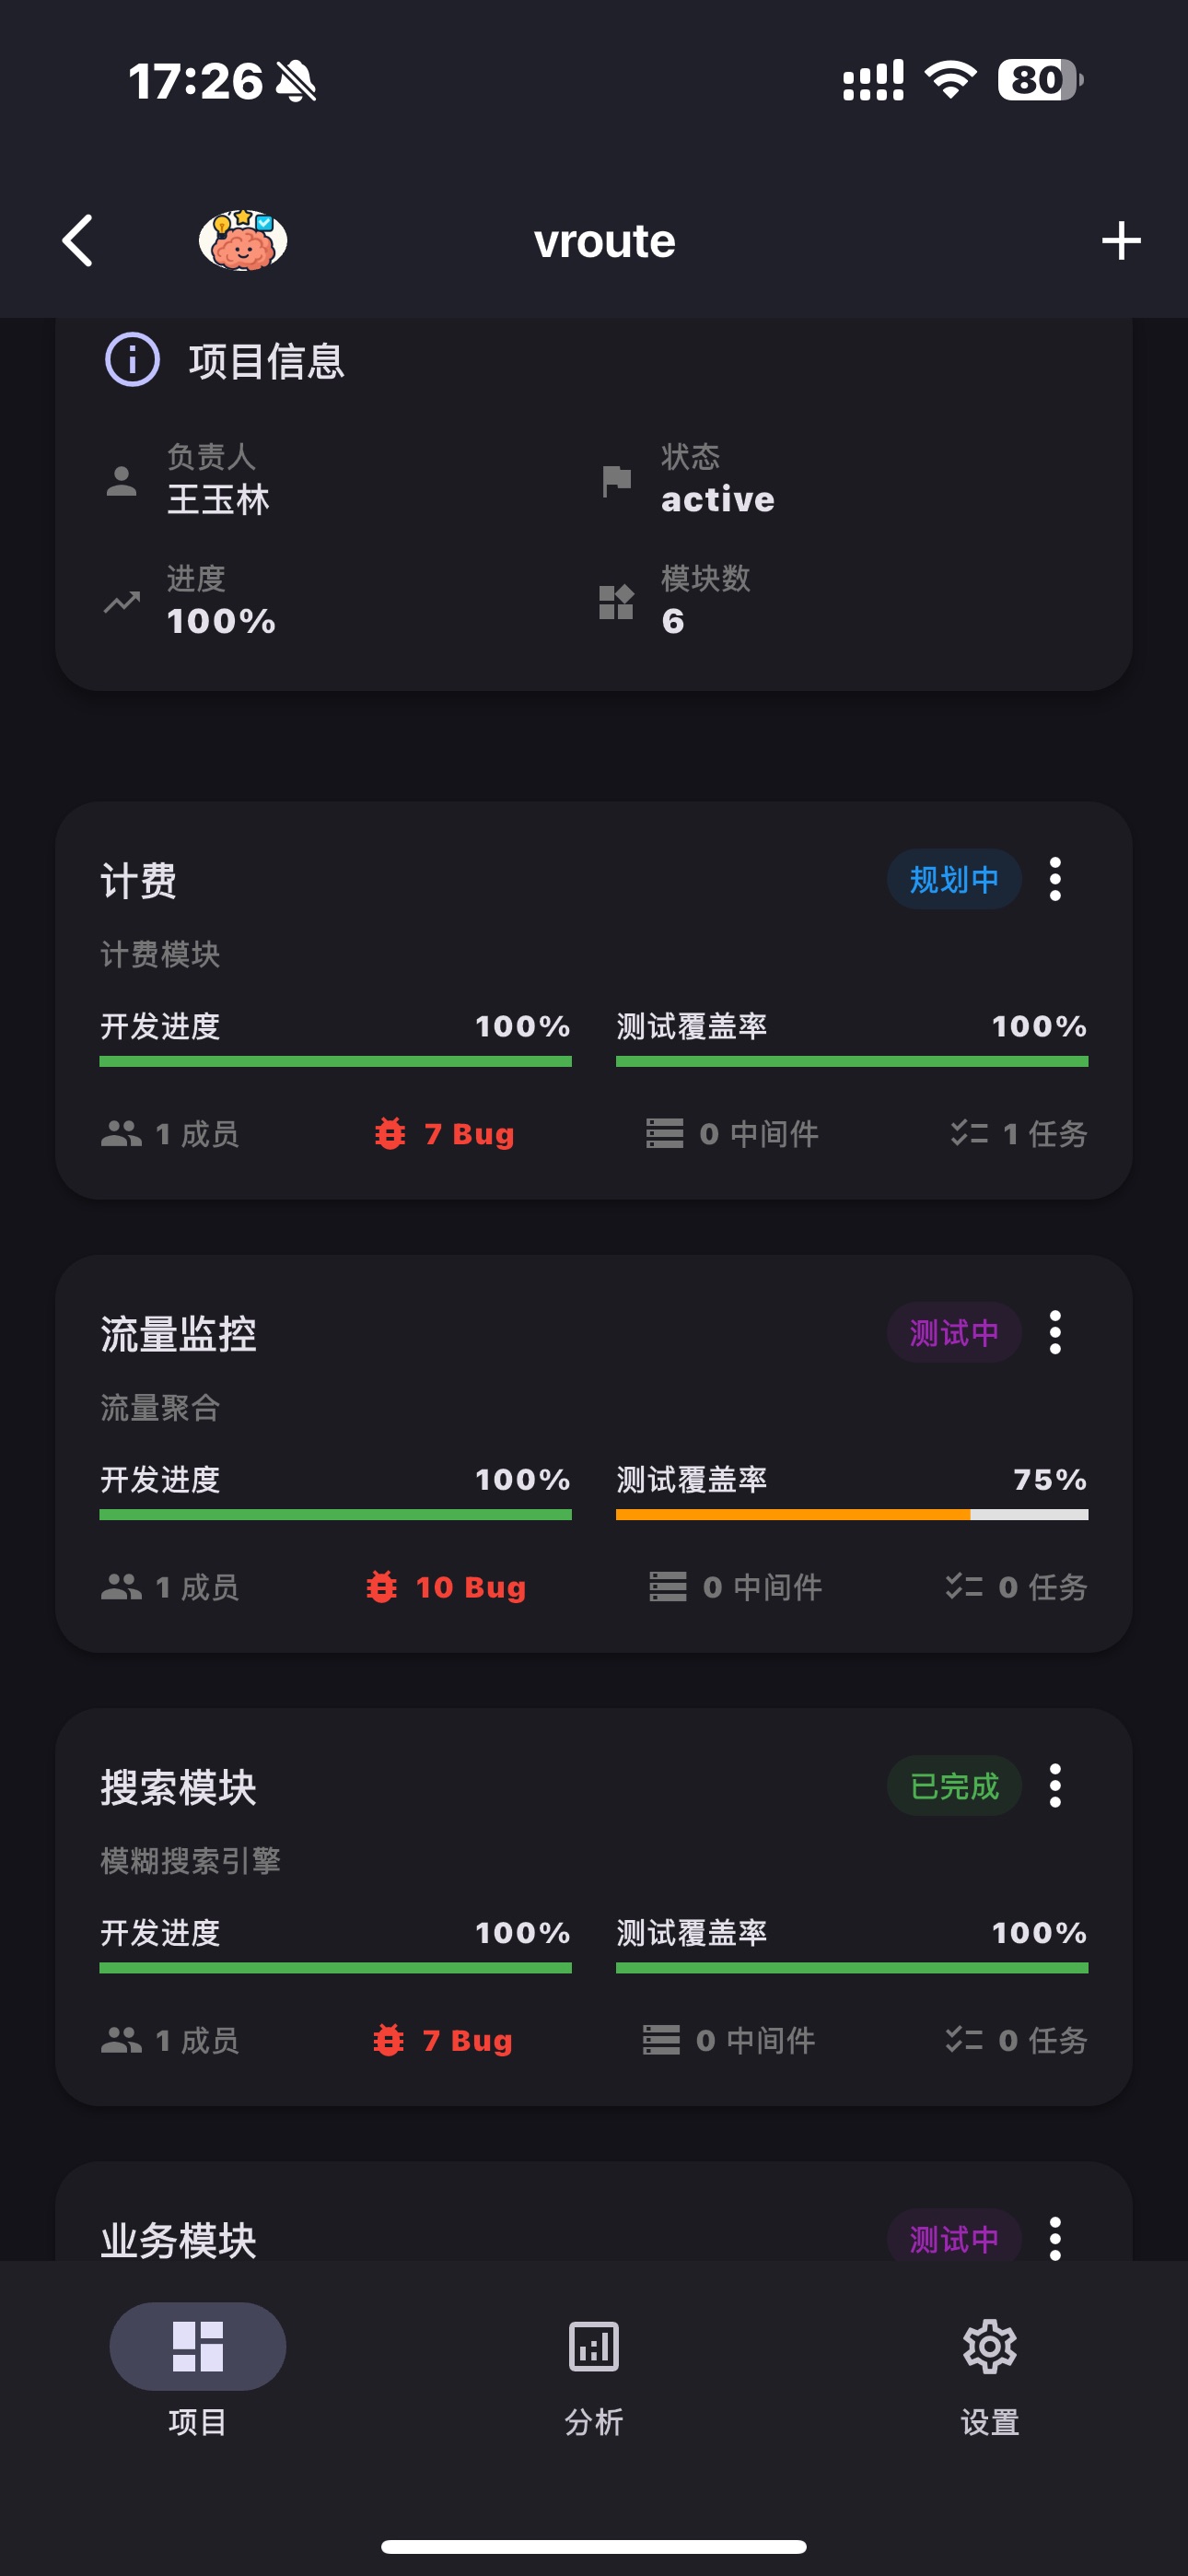 17:26
80
vroute
项目信息
负责人
王玉林
状态
active
进度
100%
模块数
6
计费
规划中
计费模块
开发进度 100%
测试覆盖率 100%
1 成员
7 Bug
0 中间件
1 任务
流量监控
测试中
流量聚合
开发进度 100%
测试覆盖率 75%
1 成员
10 Bug
0 中间件
0 任务
搜索模块
已完成
模糊搜索引擎
开发进度 100%
测试覆盖率 100%
1 成员
7 Bug
0 中间件
0 任务
业务模块
测试中
项目
分析
设置